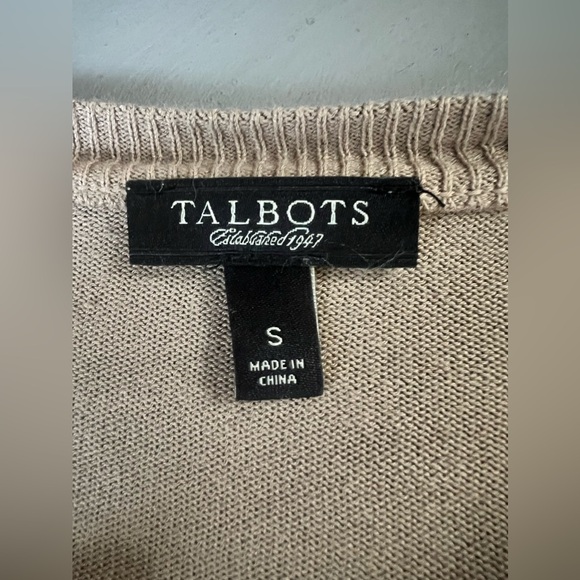 TALBOTS
Established 1947
S
MADE IN
CHINA